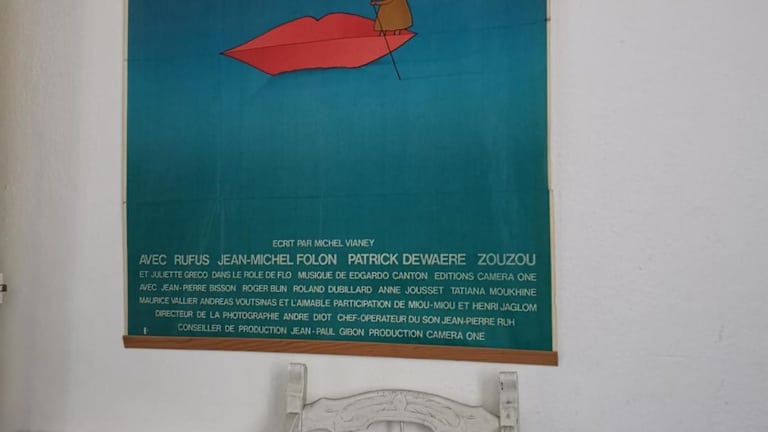 ECRIT PAR MICHEL VIANEY
AVEC RUFUS JEAN-MICHEL FOLON PATRICK DEWAERE ZOUZOU
ET JULIETTE GRECO DANS LE ROLE DE FLO MUSIQUE DE EDGARDO CANTON EDITIONS CAMERA ONE
AVEC JEAN-PIERRE BISSON ROGER BLIN ROLAND DUBILLARD ANNE JOUSSET TATIANA MOUKHINE
MAURICE VALLIER ANDREAS VOUTSINAS ET L'AIMABLE PARTICIPATION DE MIOU-MIOU ET HENRI JAGLOM
DIRECTEUR DE LA PHOTOGRAPHIE ANDRE DIOT CHEF-OPERATEUR DU SON JEAN-PIERRE RUH
CONSEILLER DE PRODUCTION JEAN-PAUL GIBON PRODUCTION CAMERA ONE